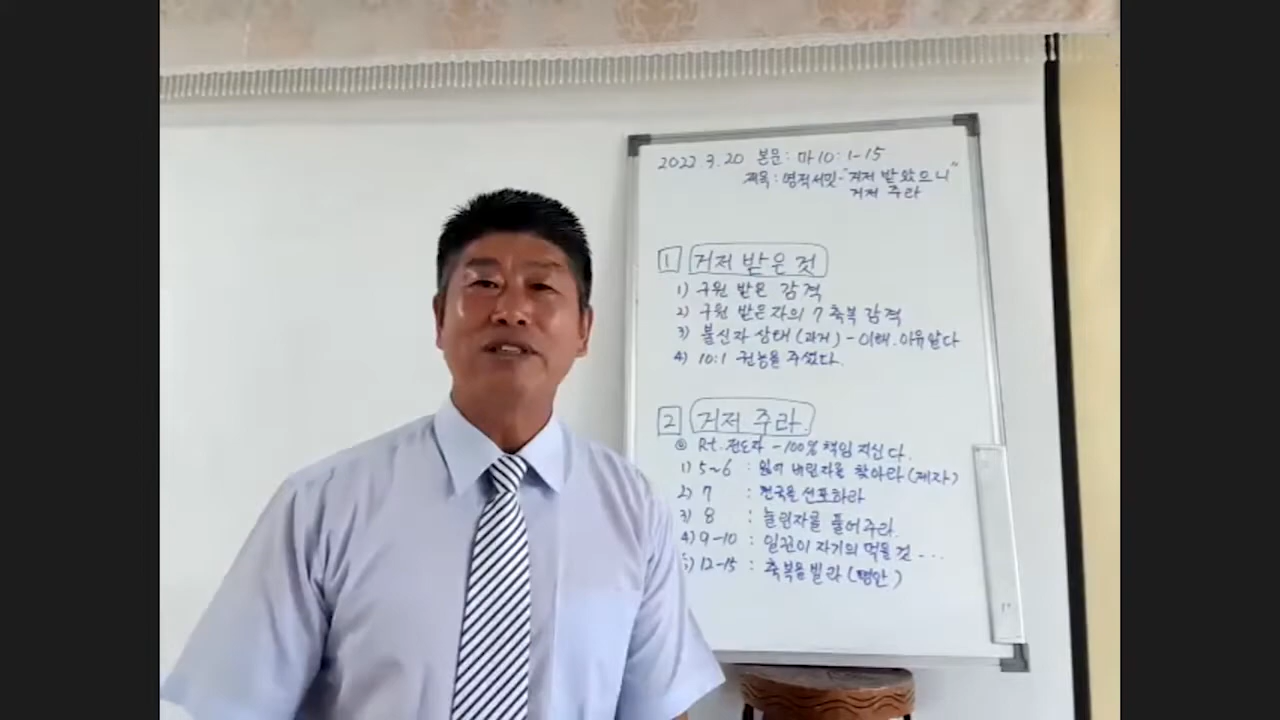 2022 3.20 본문: 마10:1-15
제목: 영적서밋-"거저 받았으니
거저 주라"
1 거저 받은 것
1) 구원 받은 감격
2) 구원 받은자의 7 축복 감격
3) 불신자 상태(과거) - 이해. 이유알다
4) 10:1 권능을 주셨다.
2 거저 주라.
◎ Rt. 전도자 -100% 책임 지신다.
1) 5~6 : 잃어버린자를 찾아라(제자)
2) 7 : 천국을 선포하라
3) 8 : 눌린자를 풀어주라.
4) 9-10 : 일꾼이 자기의 먹을 것 ...
5) 12-15 : 축복을 빌라(평안)